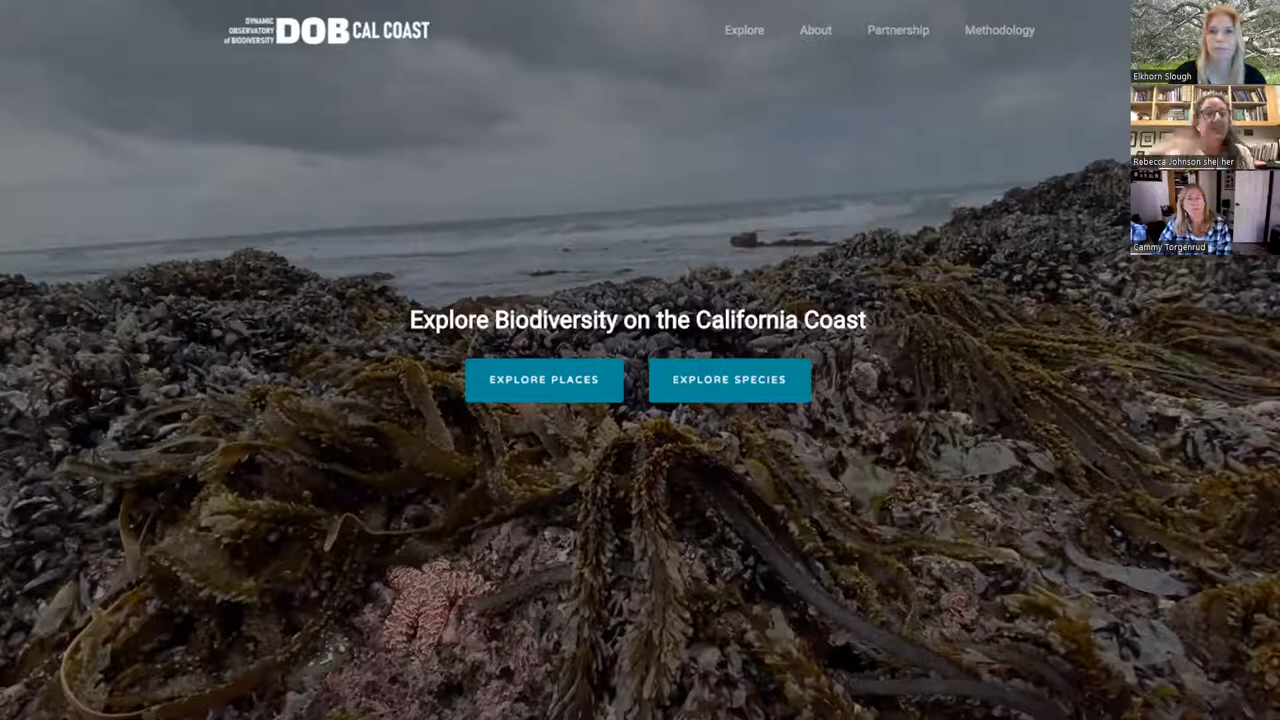 DYNAMIC
OBSERVATORY
of BIODIVERSITY
DOB CAL COAST
Explore
About
Partnership
Methodology
Elkhorn Slough
Rebecca Johnson she| her
Cammy Torgenrud
Explore Biodiversity on the California Coast
EXPLORE PLACES
EXPLORE SPECIES